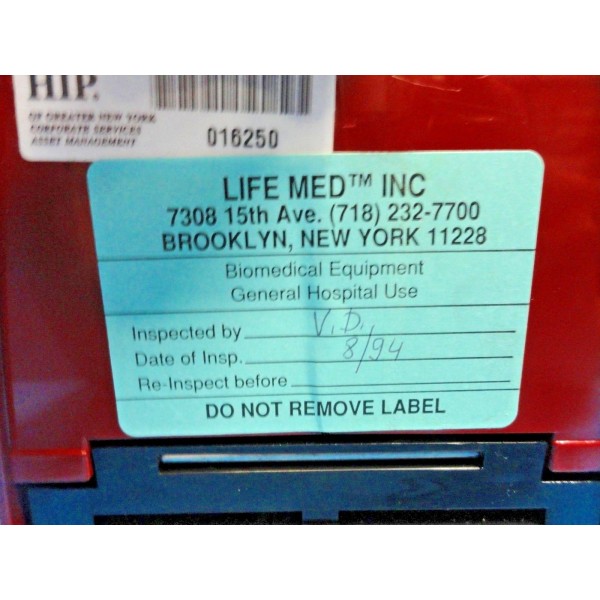 HIP.
OF GREATER NEW YORK
CORPORATE SERVICES
ASSET MANAGEMENT
016250
LIFE MED™ INC
7308 15th Ave. (718) 232-7700
BROOKLYN, NEW YORK 11228
Biomedical Equipment
General Hospital Use
Inspected by V.D.,
Date of Insp. 8/94
Re-Inspect before
DO NOT REMOVE LABEL